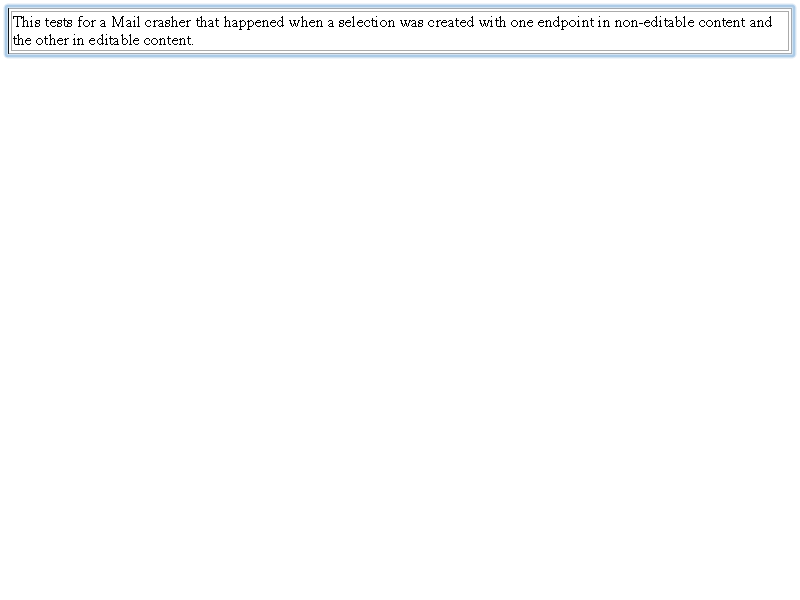 This tests for a Mail crasher that happened when a selection was created with one endpoint in non-editable content and
the other in editable content.